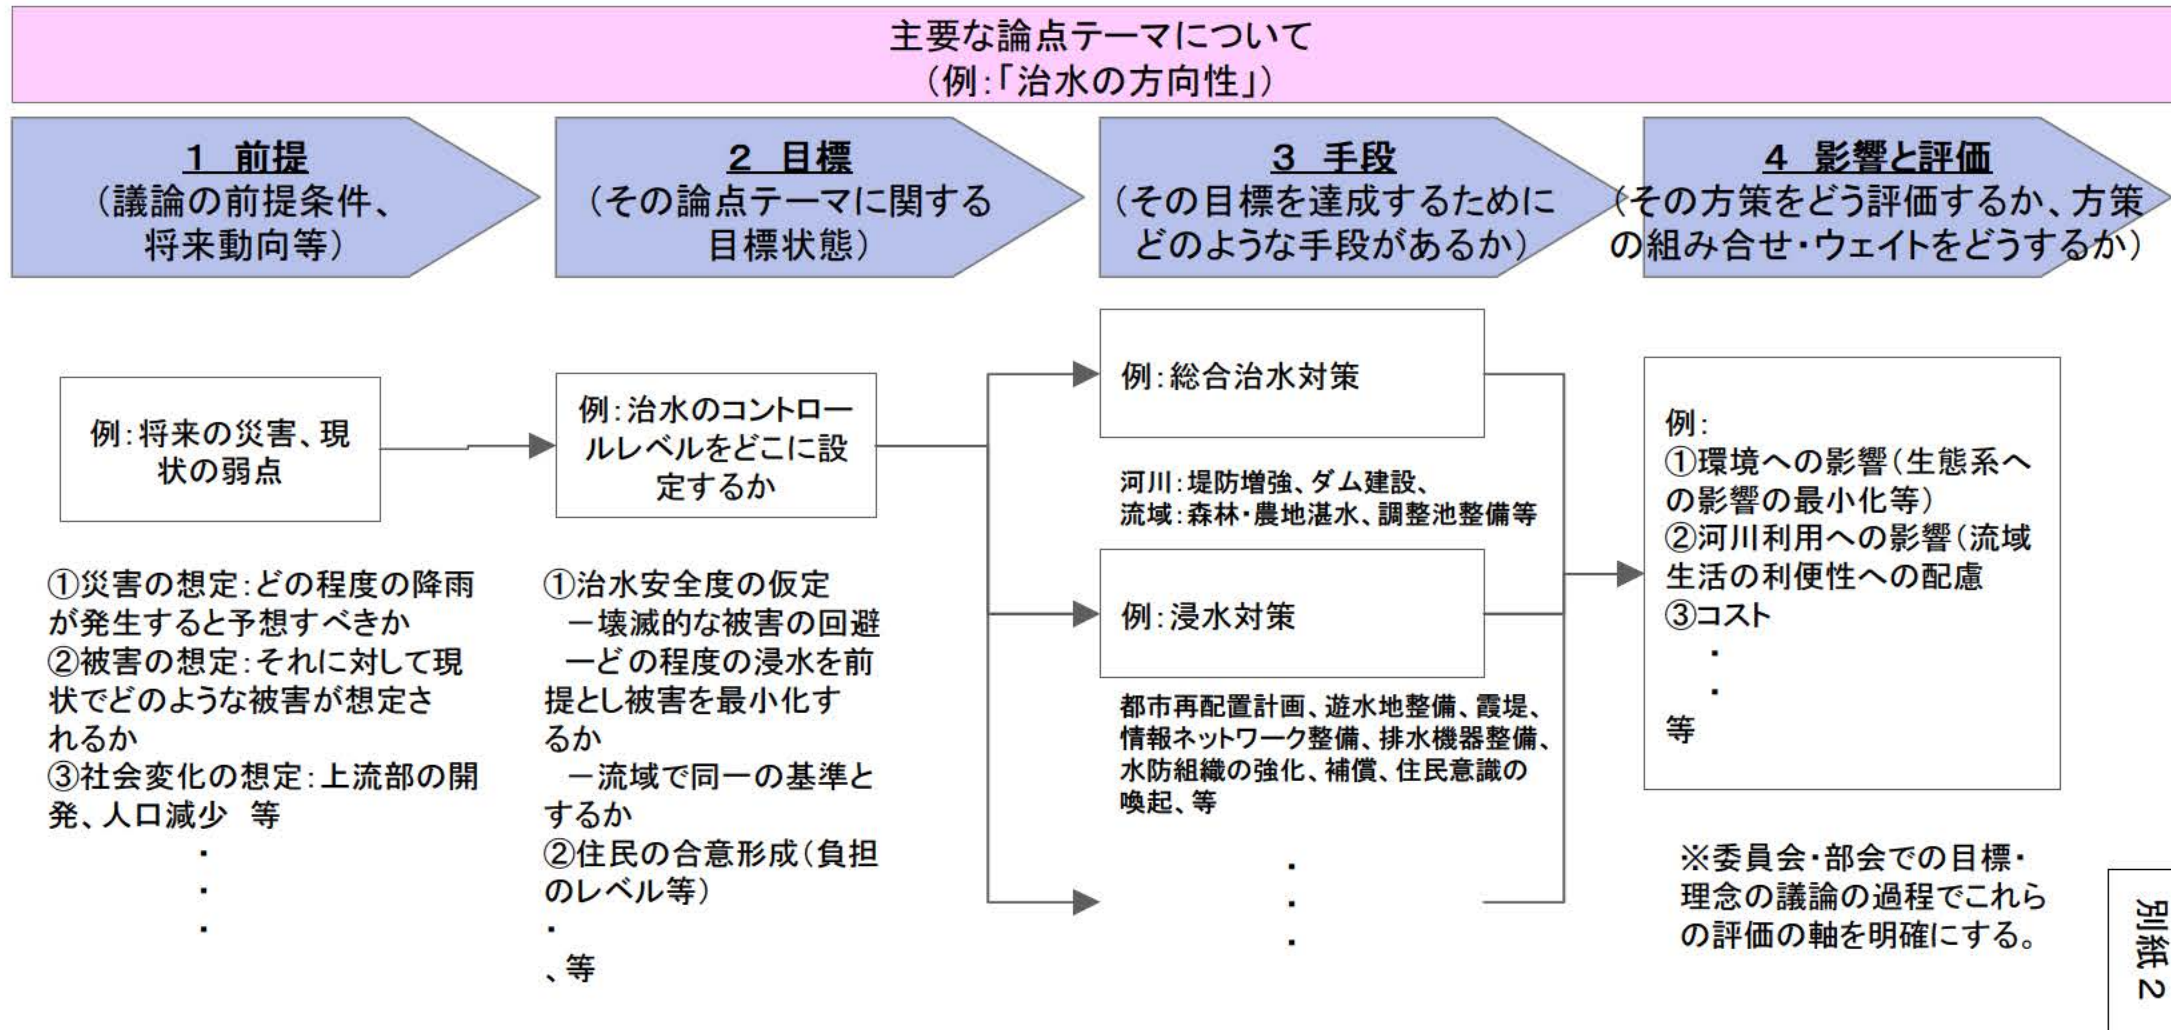 主要な論点テーマについて
(例:「治水の方向性」)
1 前提
(議論の前提条件、
将来動向等)
2 目標
(その論点テーマに関する
目標状態)
3 手段
(その目標を達成するために
どのような手段があるか)
4 影響と評価
(その方策をどう評価するか、方策
の組み合せ・ウェイトをどうするか)
例:将来の災害、現
状の弱点
①災害の想定:どの程度の降雨
が発生すると予想すべきか
②被害の想定:それに対して現
状でどのような被害が想定さ
れるか
③社会変化の想定:上流部の開
発、人口減少 等
・
・
・
例:治水のコントロー
ルレベルをどこに設
定するか
①治水安全度の仮定
－壊滅的な被害の回避
ーどの程度の浸水を前
提とし被害を最小化す
るか
－流域で同一の基準と
するか
②住民の合意形成(負担
のレベル等)
・
、等
例:総合治水対策
河川:堤防増強、ダム建設、
流域:森林・農地湛水、調整池整備等
例:浸水対策
都市再配置計画、遊水地整備、霞堤、
情報ネットワーク整備、排水機器整備、
水防組織の強化、補償、住民意識の
喚起、等
・
・
・
例:
①環境への影響(生態系へ
の影響の最小化等)
②河川利用への影響(流域
生活の利便性への配慮
③コスト
・
・
等
※委員会・部会での目標・
理念の議論の過程でこれら
の評価の軸を明確にする。
別紙2